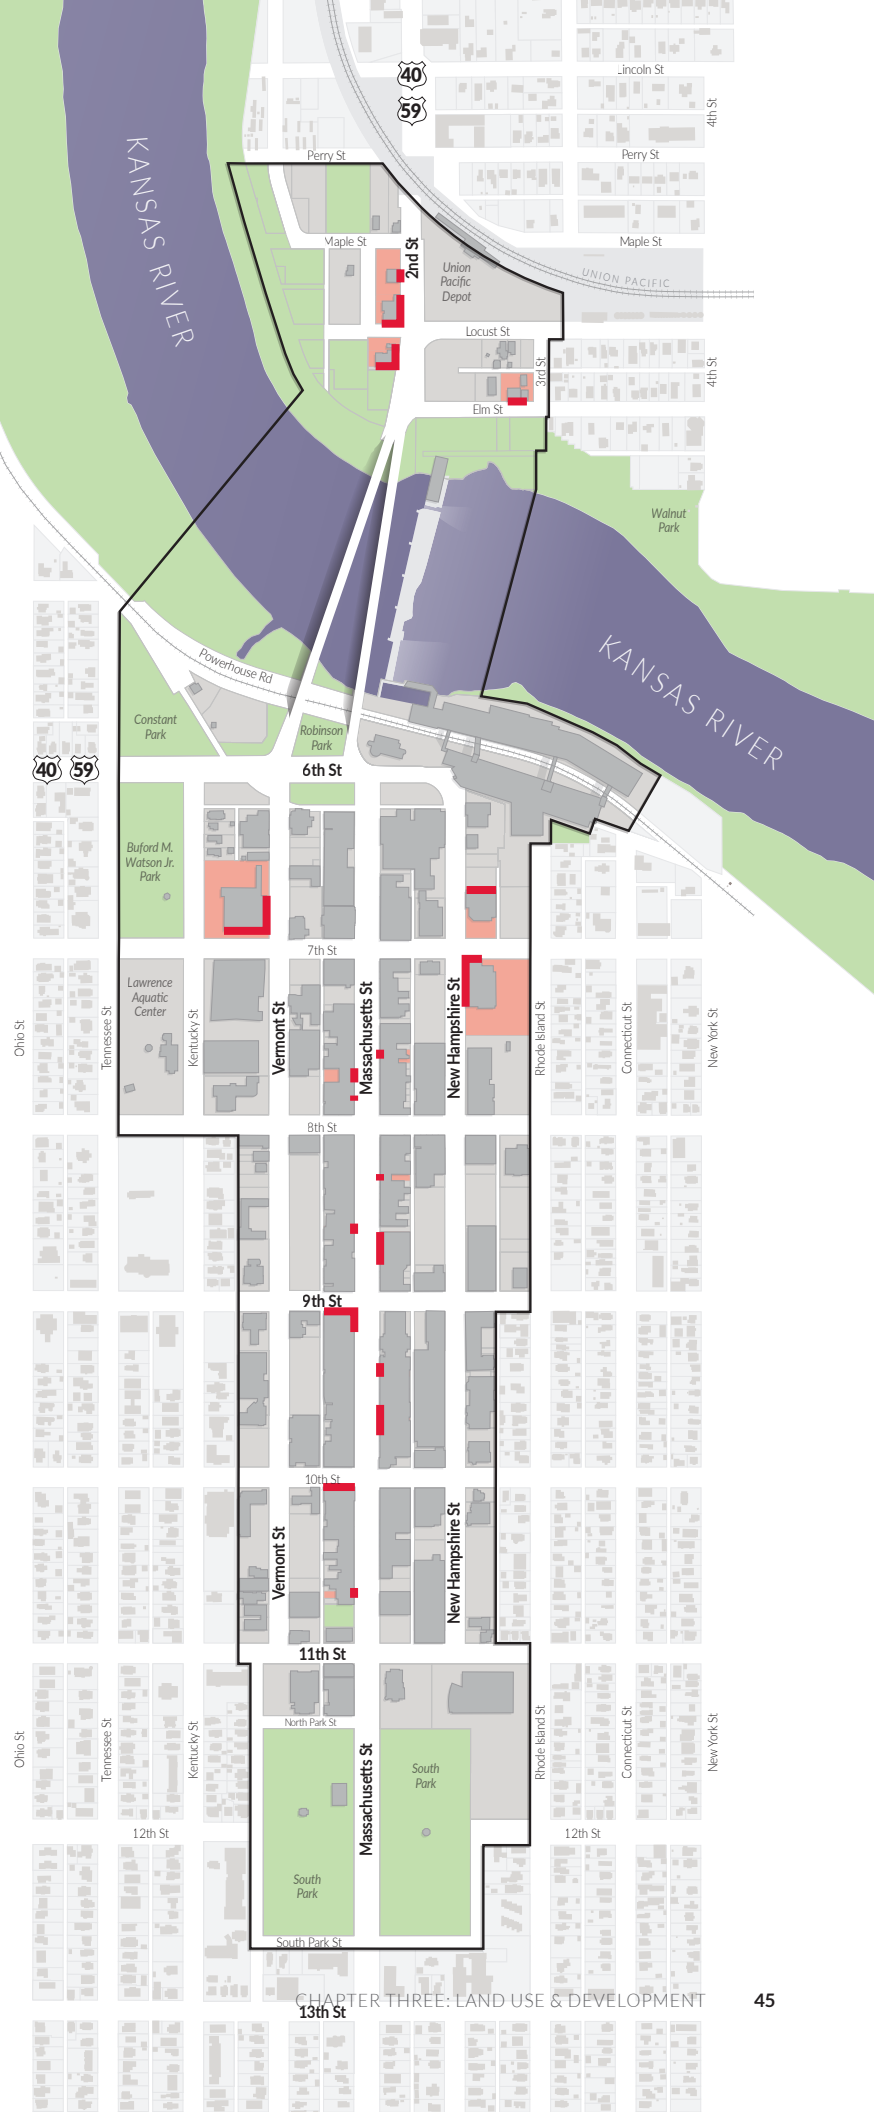 Lincoln St
40
59
4th St
Perry St
Perry St
KANSAS RIVER
Maple St
2nd St
Maple St
Union
Pacific
Depot
UNION PACIFIC
Locust St
3rd St
4th St
Elm St
Walnut
Park
KANSAS RIVER
Powerhouse Rd
Constant
Park
Robinson
Park
40
59
6th St
Buford M.
Watson Jr.
Park
7th St
Lawrence
Aquatic
Center
Ohio St
Tennessee St
Kentucky St
Vermont St
Massachusetts St
New Hampshire St
Rhode Island St
Connecticut St
New York St
8th St
9th St
10th St
Vermont St
New Hampshire St
11th St
North Park St
Ohio St
Tennessee St
Kentucky St
Massachusetts St
South
Park
Rhode Island St
Connecticut St
New York St
12th St
12th St
South
Park
South Park St
CHAPTER THREE: LAND USE & DEVELOPMENT 45
13th St